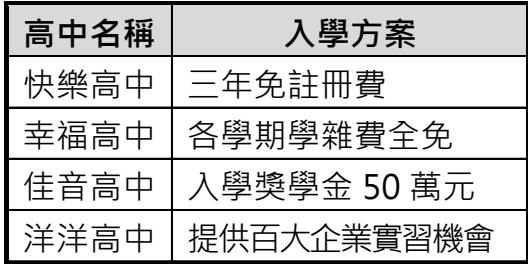 高中名稱 入學方案
快樂高中 三年免註冊費
幸福高中 各學期學雜費全免
佳音高中 入學獎學金 50 萬元
洋洋高中 提供百大企業實習機會